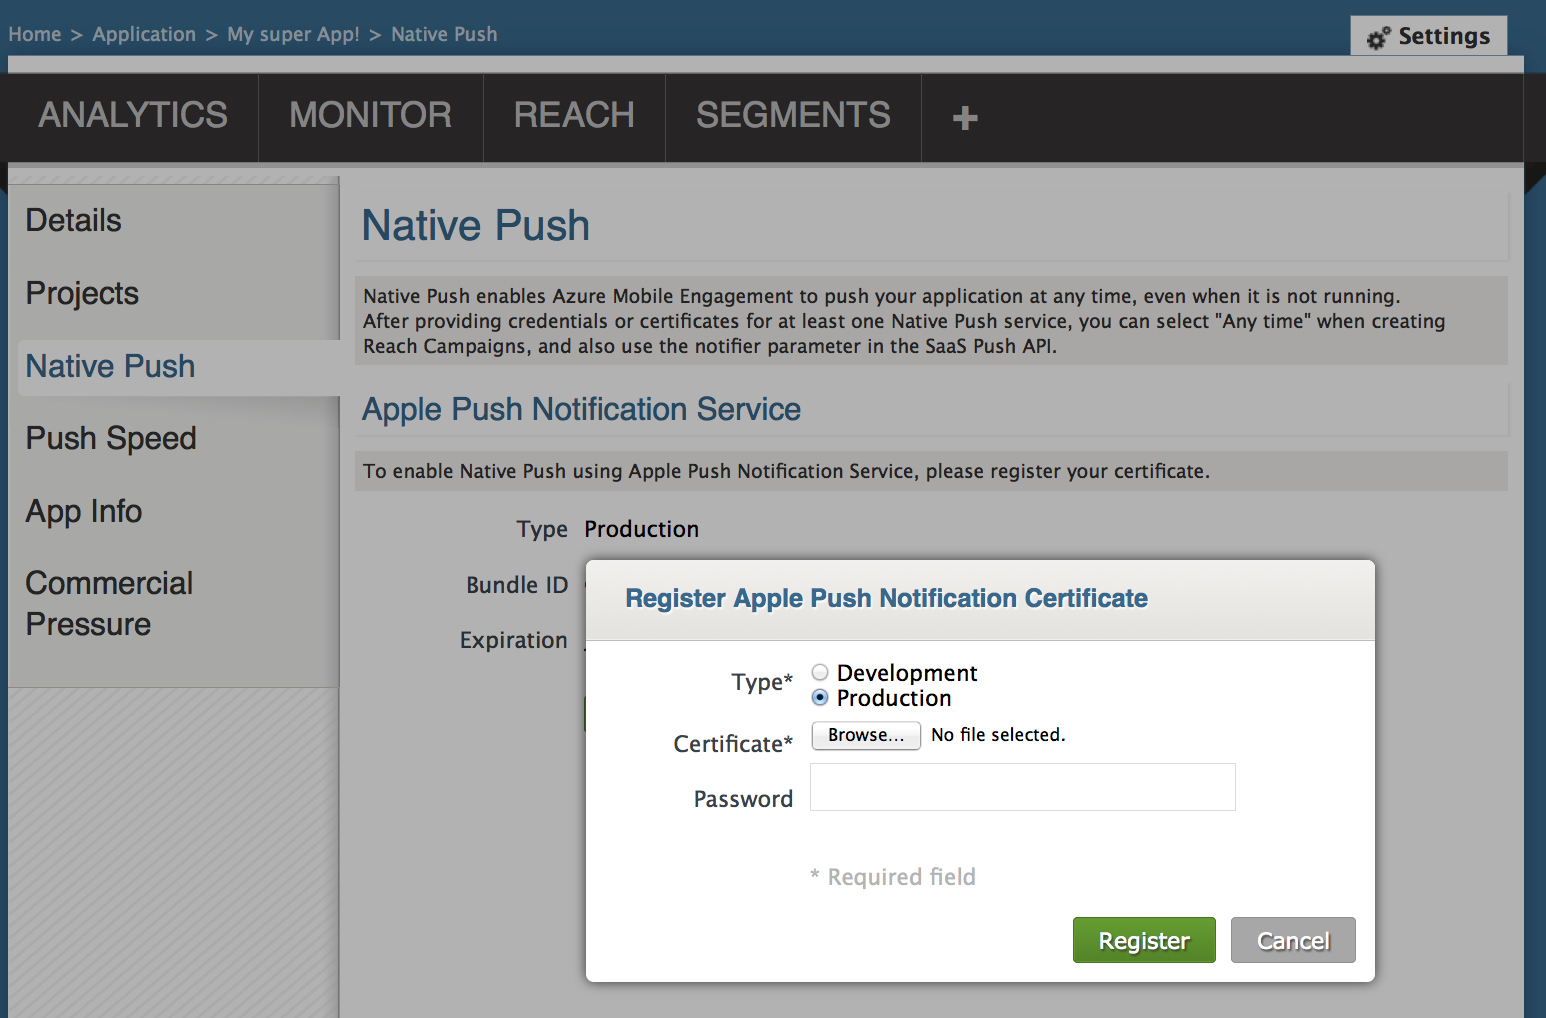 Home > Application > My super App! > Native Push
Settings
ANALYTICS MONITOR REACH SEGMENTS +
Details
Projects
Native Push
Push Speed
App Info
Commercial
Pressure
Native Push
Native Push enables Azure Mobile Engagement to push your application at any time, even when it is not running.
After providing credentials or certificates for at least one Native Push service, you can select "Any time" when creating
Reach Campaigns, and also use the notifier parameter in the SaaS Push API.
Apple Push Notification Service
To enable Native Push using Apple Push Notification Service, please register your certificate.
Type Production
Bundle ID
Expiration
Register Apple Push Notification Certificate
Type* Development
Production
Certificate* Browse... No file selected.
Password
* Required field
Register Cancel